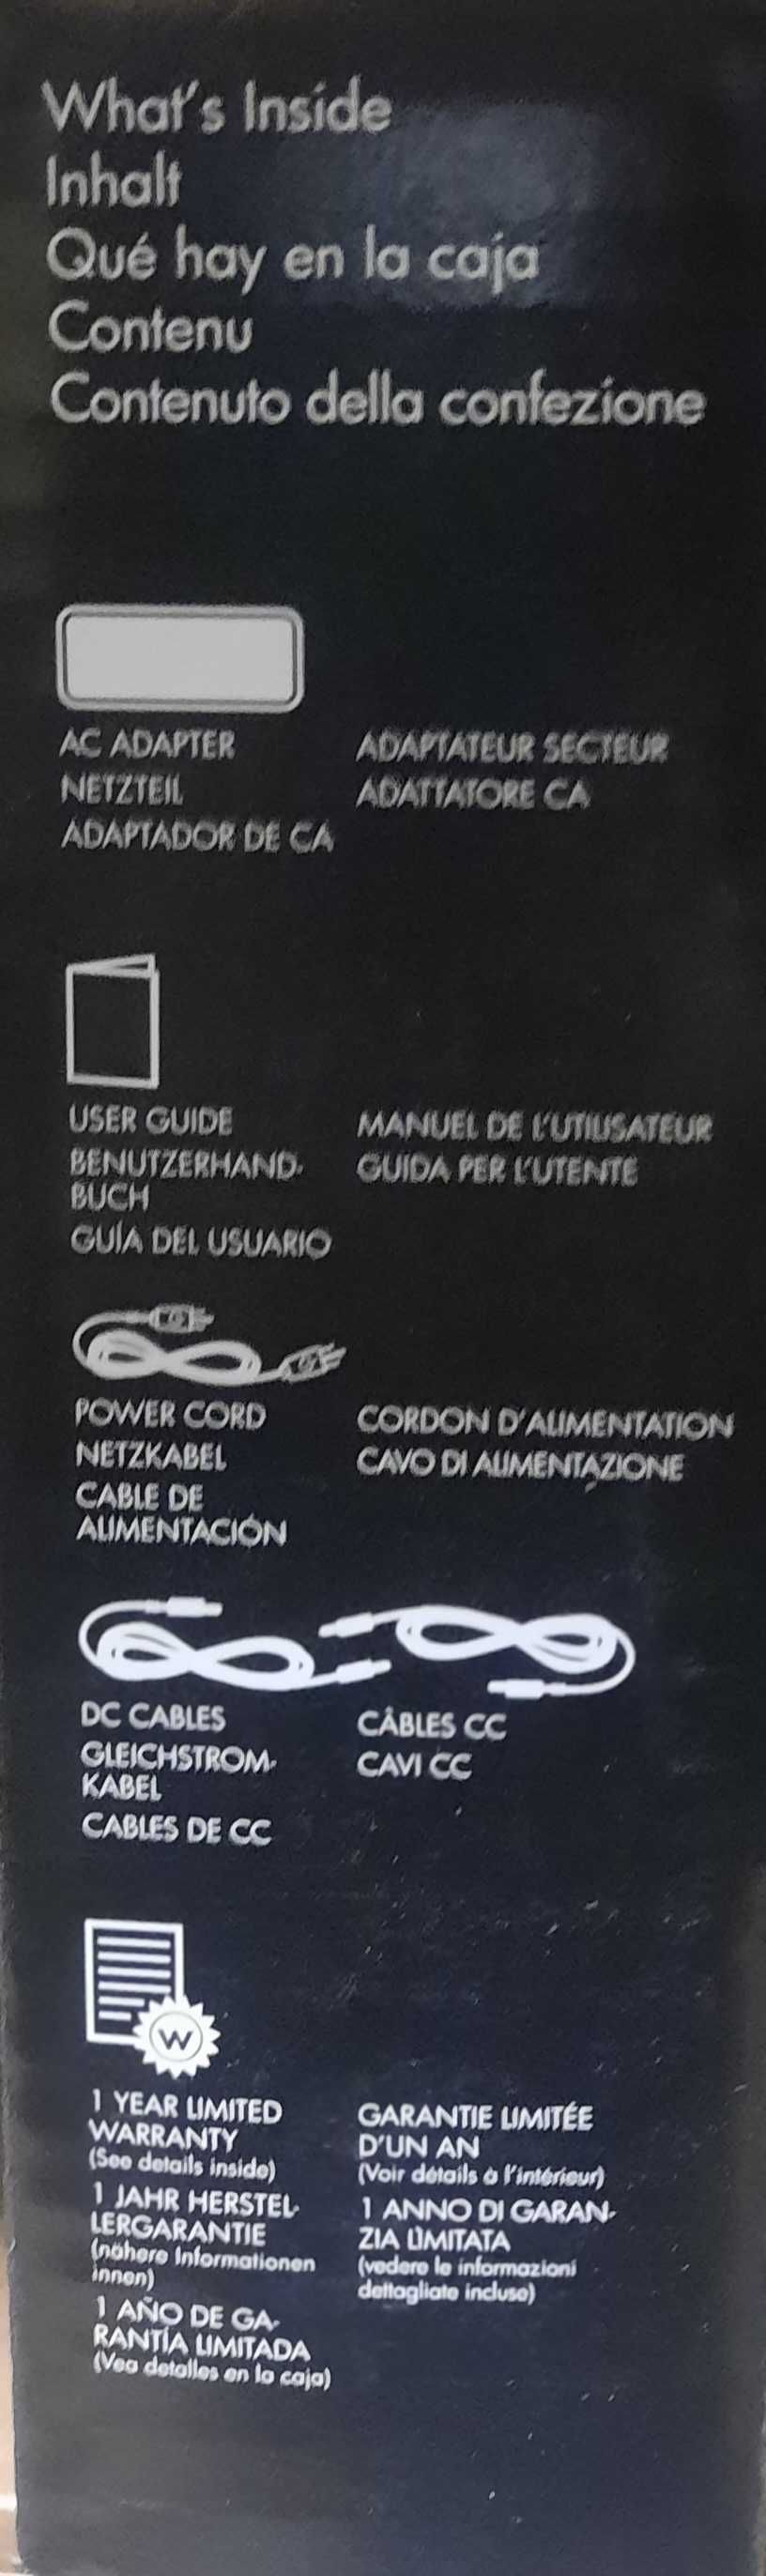 What's Inside
Inhalt
Qué hay en la caja
Contenu
Contenuto della confezione
AC ADAPTER
NETZTEIL
ADAPTADOR DE CA
ADAPTATEUR SECTEUR
ADATTATORE CA
USER GUIDE
BENUTZERHAND-
BUCH
GUÍA DEL USUARIO
MANUEL DE L'UTILISATEUR
GUIDA PER L'UTENTE
POWER CORD
NETZKABEL
CABLE DE
ALIMENTACIÓN
CORDON D'ALIMENTATION
CAVO DI ALIMENTAZIONE
DC CABLES
GLEICHSTROM-
KABEL
CABLES DE CC
CÂBLES CC
CAVI CC
W
1 YEAR LIMITED
WARRANTY
(See details inside)
1 JAHR HERSTEL-
LERGARANTIE
(nähere Informationen
innen)
1 AÑO DE GA-
RANTÍA LIMITADA
(Vea detalles en la caja)
GARANTIE LIMITÉE
D'UN AN
(Voir détails à l'intérieur)
1 ANNO DI GARAN-
ZIA LIMITATA
(vedere le informazioni
dettagliate incluse)